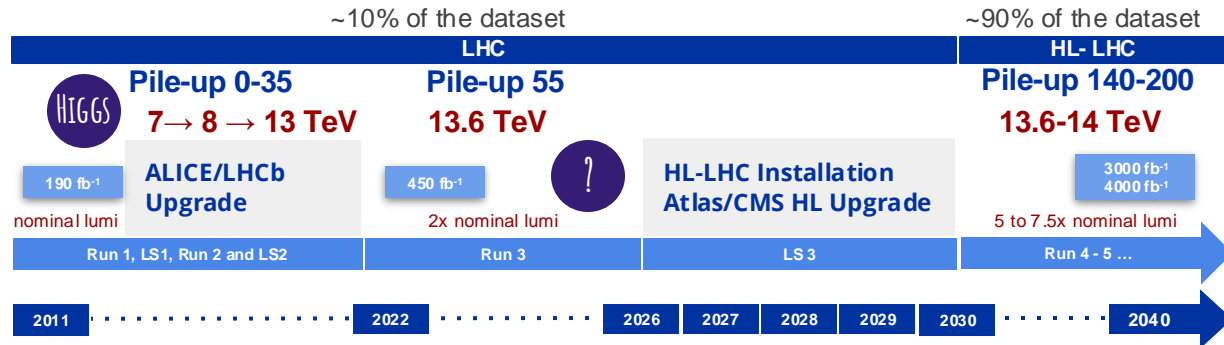 ~10% of the dataset
~90% of the dataset
LHC
HL- LHC
HIGGS
Pile-up 0-35
7→ 8 → 13 TeV
Pile-up 55
13.6 TeV
Pile-up 140-200
13.6-14 TeV
190 fb-1
ALICE/LHCb
Upgrade
450 fb-1
?
HL-LHC Installation
Atlas/CMS HL Upgrade
3000 fb-1
4000 fb-1
nominal lumi
2x nominal lumi
5 to 7.5x nominal lumi
Run 1, LS1, Run 2 and LS2
Run 3
LS 3
Run 4 - 5 ...
2011
2022
2026
2027
2028
2029
2030
2040